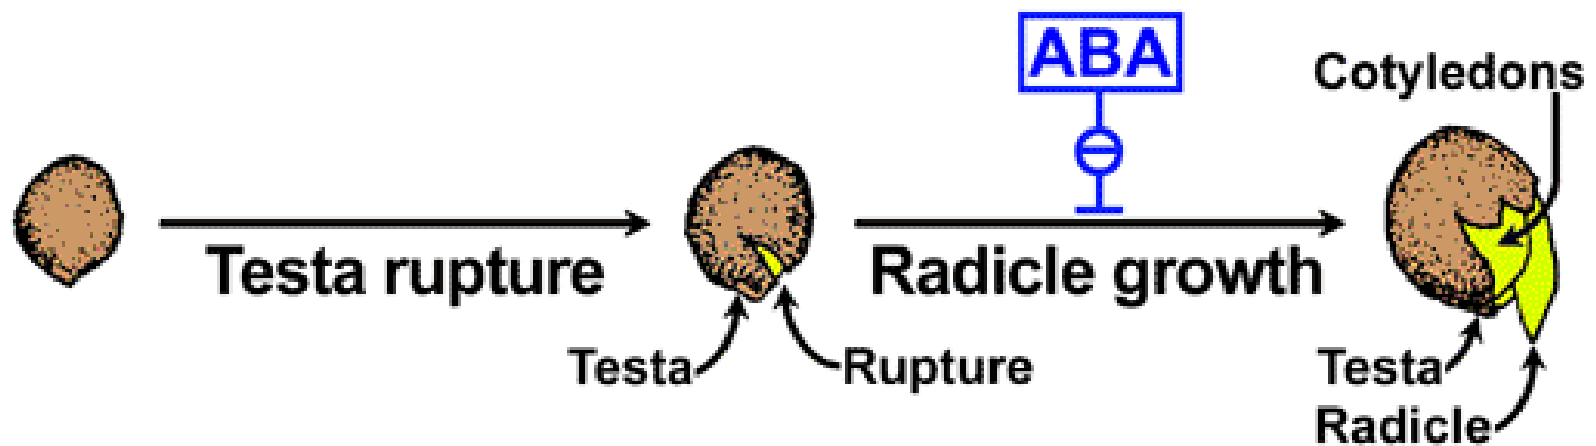 ABA
Cotyledons
Testa rupture
Radicle growth
Testa
Rupture
Testa
Radicle